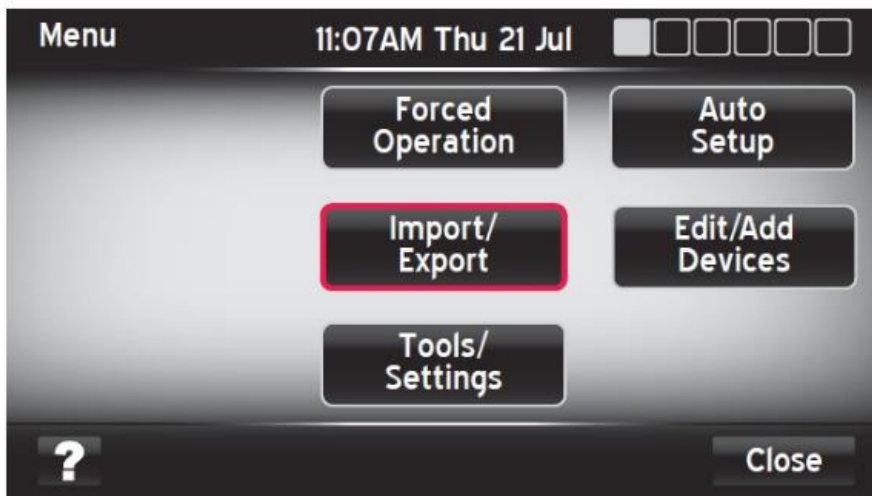 Menu
11:07AM Thu 21 Jul
Forced
Operation
Auto
Setup
Import/
Export
Edit/Add
Devices
Tools/
Settings
?
Close